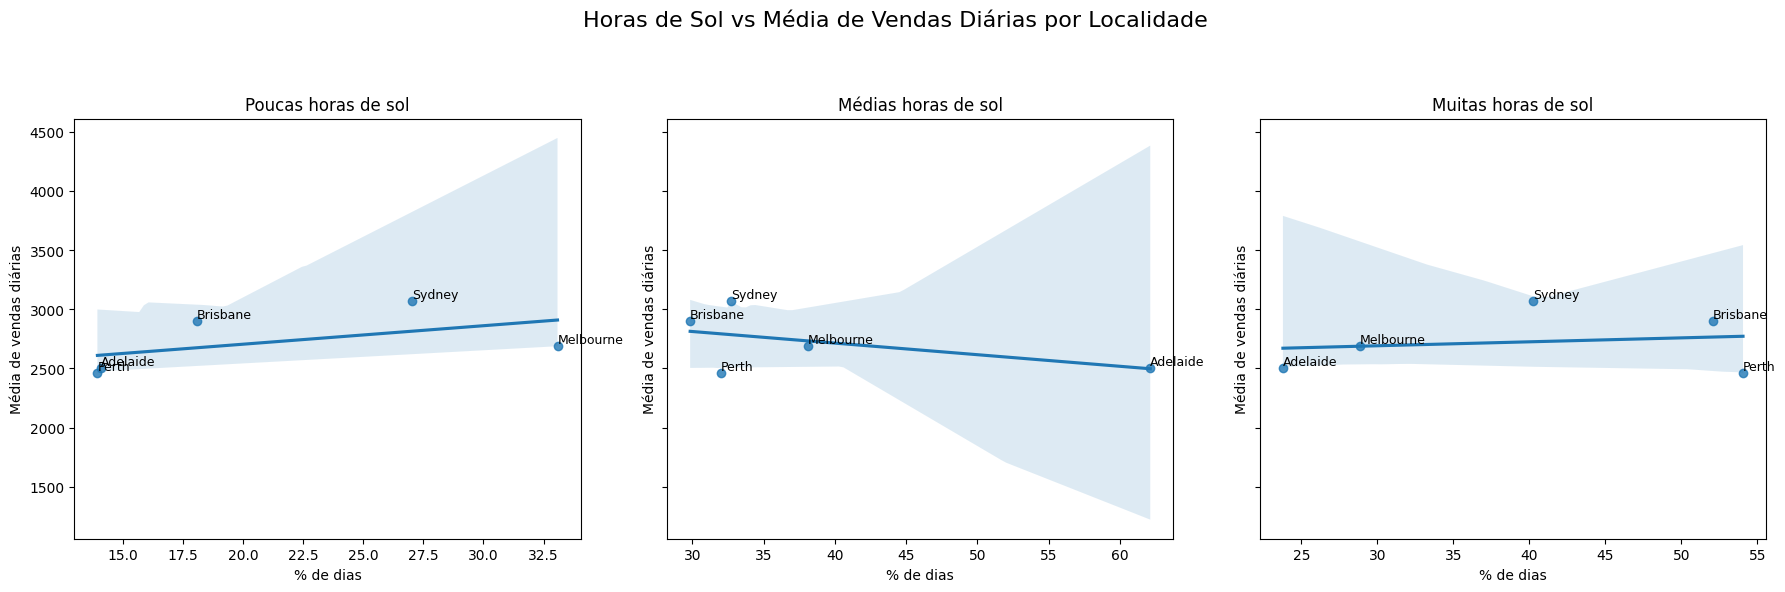 Horas de Sol vs Média de Vendas Diárias por Localidade
Poucas horas de sol
Média de vendas diárias
4500
4000
3500
3000
2500
2000
1500
Sydney
Brisbane
Melbourne
Adelaide
Perth
15.0 17.5 20.0 22.5 25.0 27.5 30.0 32.5
% de dias
Médias horas de sol
Média de vendas diárias
Sydney
Brisbane
Melbourne
Perth
Adelaide
30 35 40 45 50 55 60
% de dias
Muitas horas de sol
Média de vendas diárias
Sydney
Brisbane
Melbourne
Adelaide
Perth
25 30 35 40 45 50 55
% de dias